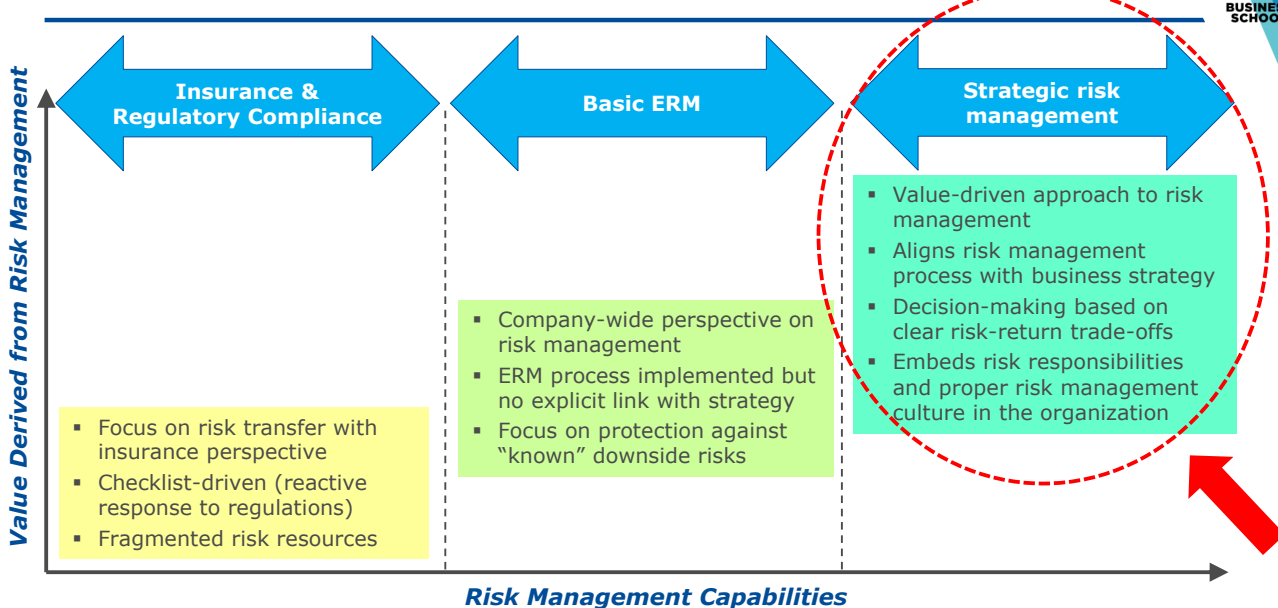 BUSINES
SCHOO
Insurance &
Regulatory Compliance
Basic ERM
Strategic risk
management
Value Derived from Risk Management
▪ Value-driven approach to risk
management
▪ Aligns risk management
process with business strategy
▪ Decision-making based on
clear risk-return trade-offs
▪ Embeds risk responsibilities
and proper risk management
culture in the organization
▪ Company-wide perspective on
risk management
▪ ERM process implemented but
no explicit link with strategy
▪ Focus on protection against
“known” downside risks
▪ Focus on risk transfer with
insurance perspective
▪ Checklist-driven (reactive
response to regulations)
▪ Fragmented risk resources
Risk Management Capabilities